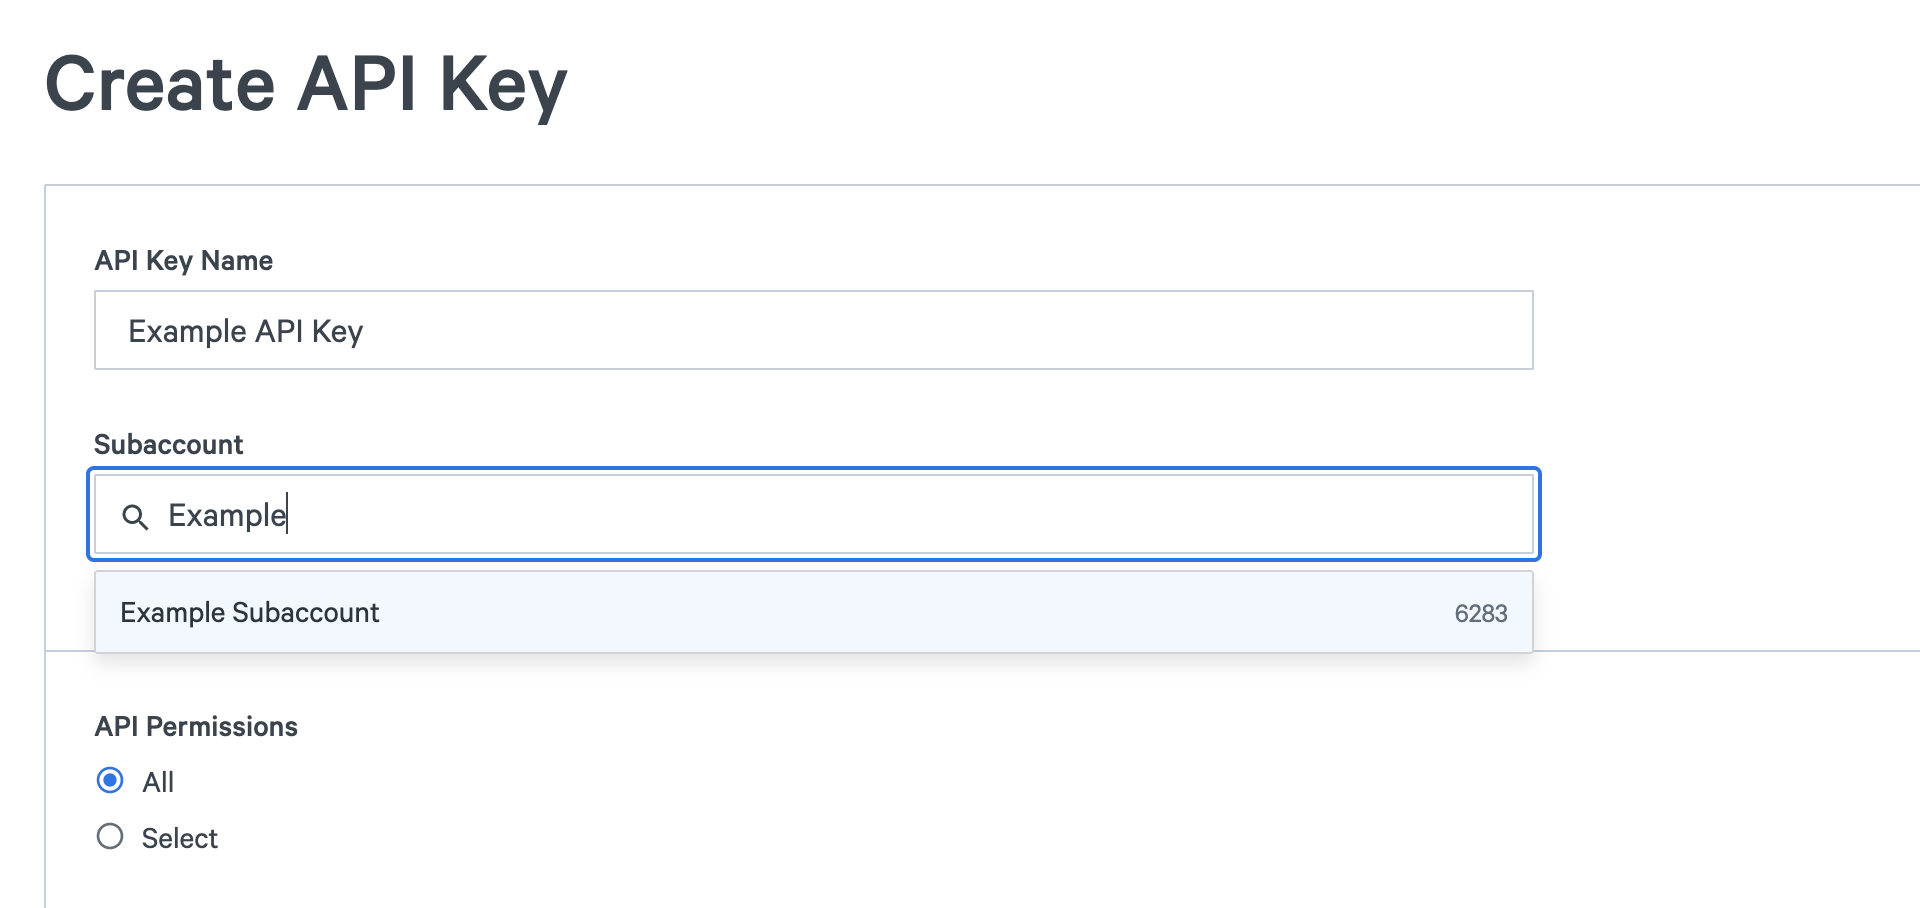 Create API Key
API Key Name
Example API Key
Subaccount
Example
Example Subaccount 6283
API Permissions
All
Select